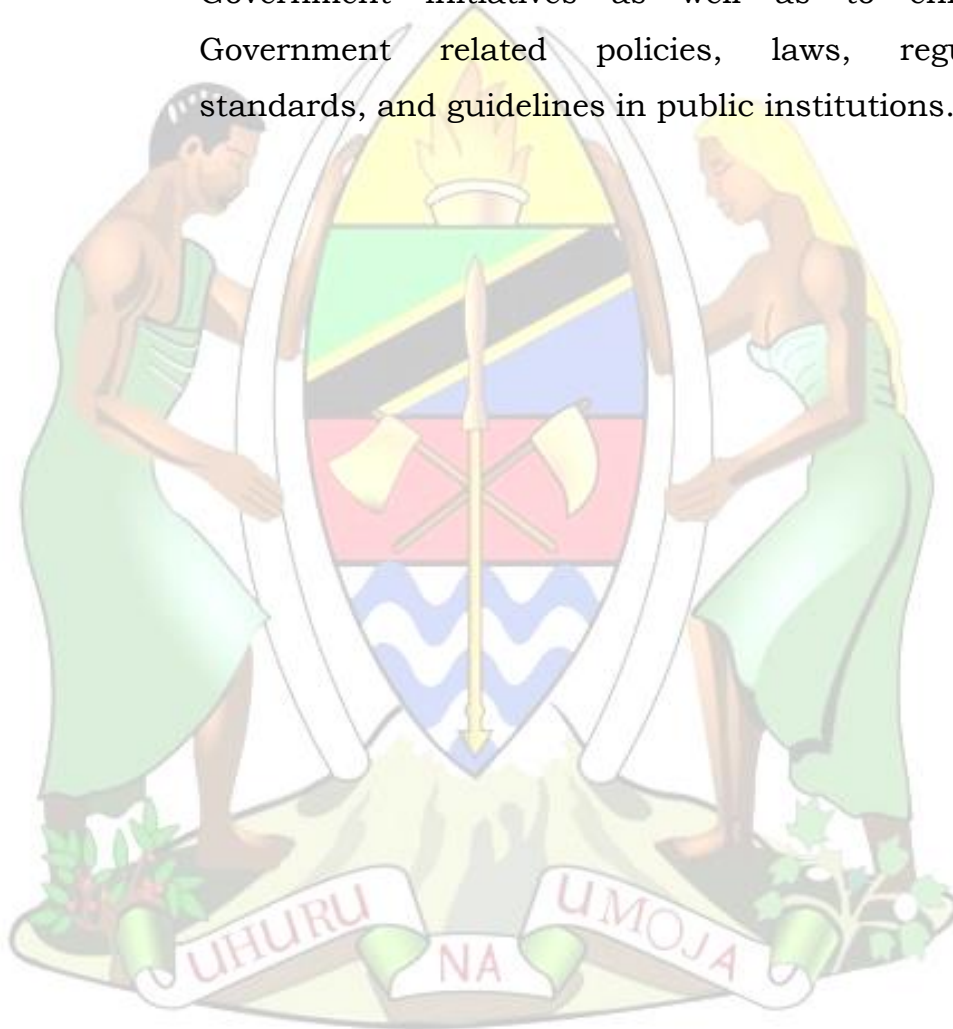 Government initiatives as well as to
Government related policies, laws,
standards, and guidelines in public institutions.
UHURU NA UMOJA